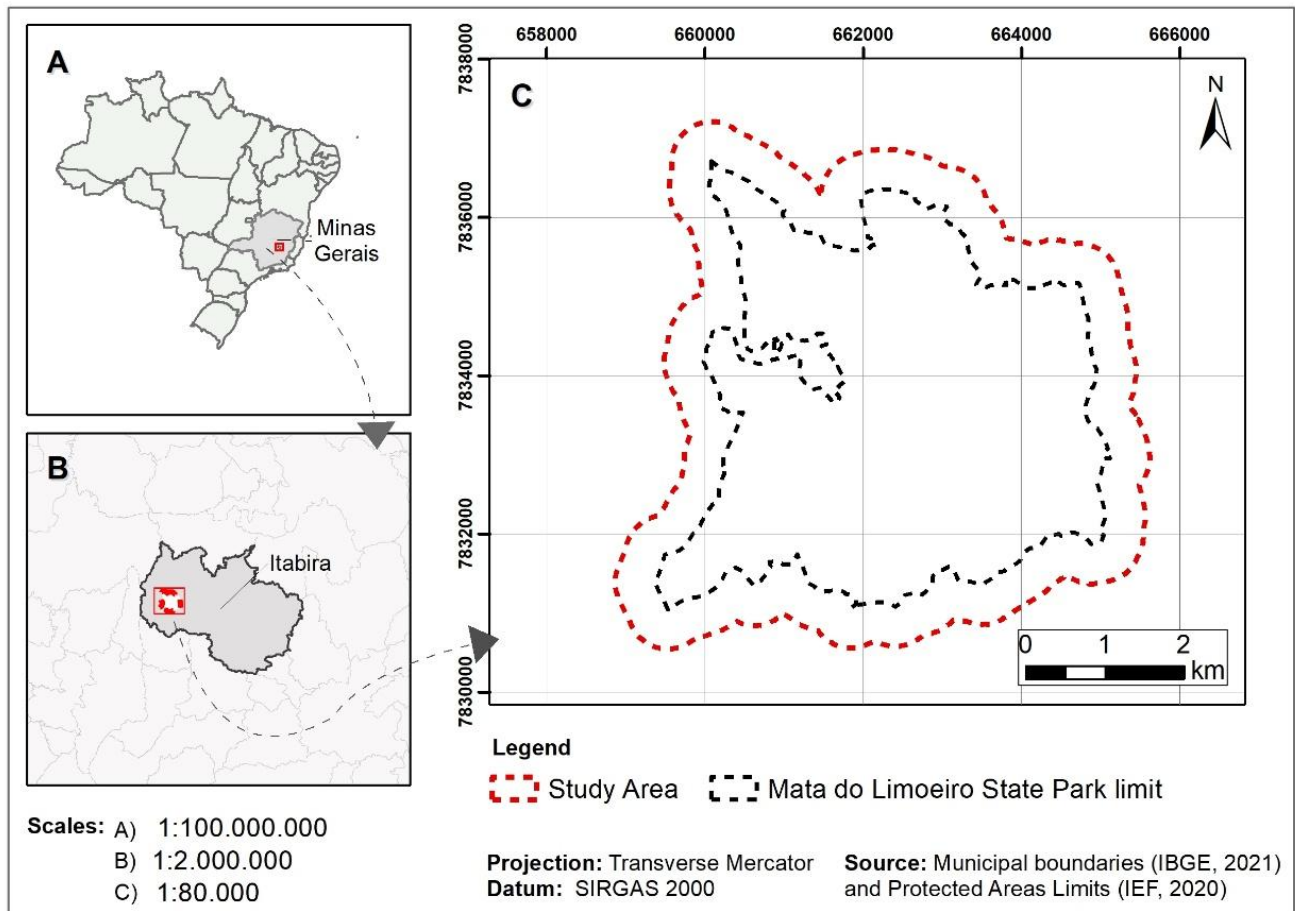 A
Minas
Gerais
B
Itabira
Scales: A) 1:100.000.000
B) 1:2.000.000
C) 1:80.000
658000 660000 662000 664000 666000
7838000
7836000
7834000
7832000
7830000
C
N
0 1 2
km
Legend
Study Area Mata do Limoeiro State Park limit
Projection: Transverse Mercator
Datum: SIRGAS 2000
Source: Municipal boundaries (IBGE, 2021)
and Protected Areas Limits (IEF, 2020)